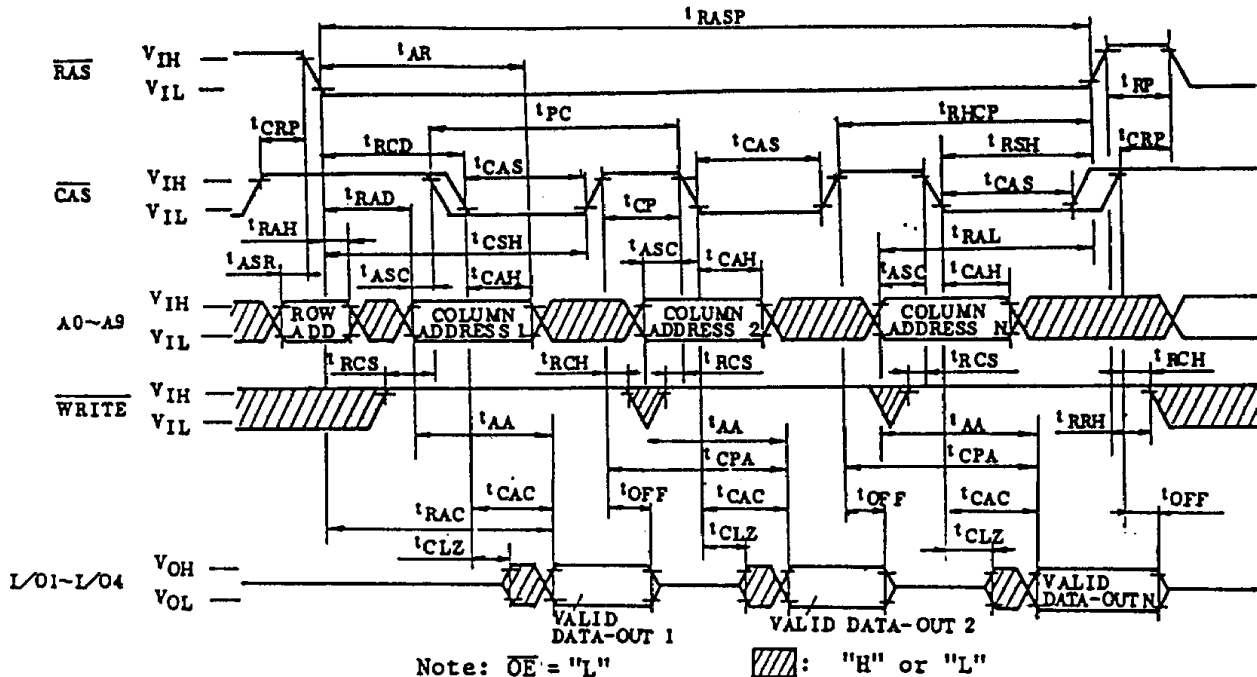 tRASP
tAR
RAS VIH
VIL
tRP
tCRP
tRCD
tPC
tRHCP
tRSH
tCRP
tCAS
tCAS
tCAS
CAS VIH
VIL
tRAD
tCP
tRAH
tCSH
tRAL
tASR
tASC
tCAH
tASC
tCAH
tASC
tCAH
A0~A9 VIH
VIL
ROW ADD
COLUMN ADDRESS 1
COLUMN ADDRESS 2
COLUMN ADDRESS N
tRCS
tRCH
tRCS
tRCS
tRCH
WRITE VIH
VIL
tAA
tAA
tAA
tRRH
tCPA
tCPA
tCAC
tOFF
tCAC
tOFF
tCAC
tOFF
tRAC
tCLZ
tCLZ
tCLZ
I/O1~I/O4 VOH
VOL
VALID DATA-OUT 1
VALID DATA-OUT 2
VALID DATA-OUT N
Note: OE = "L"
: "H" or "L"